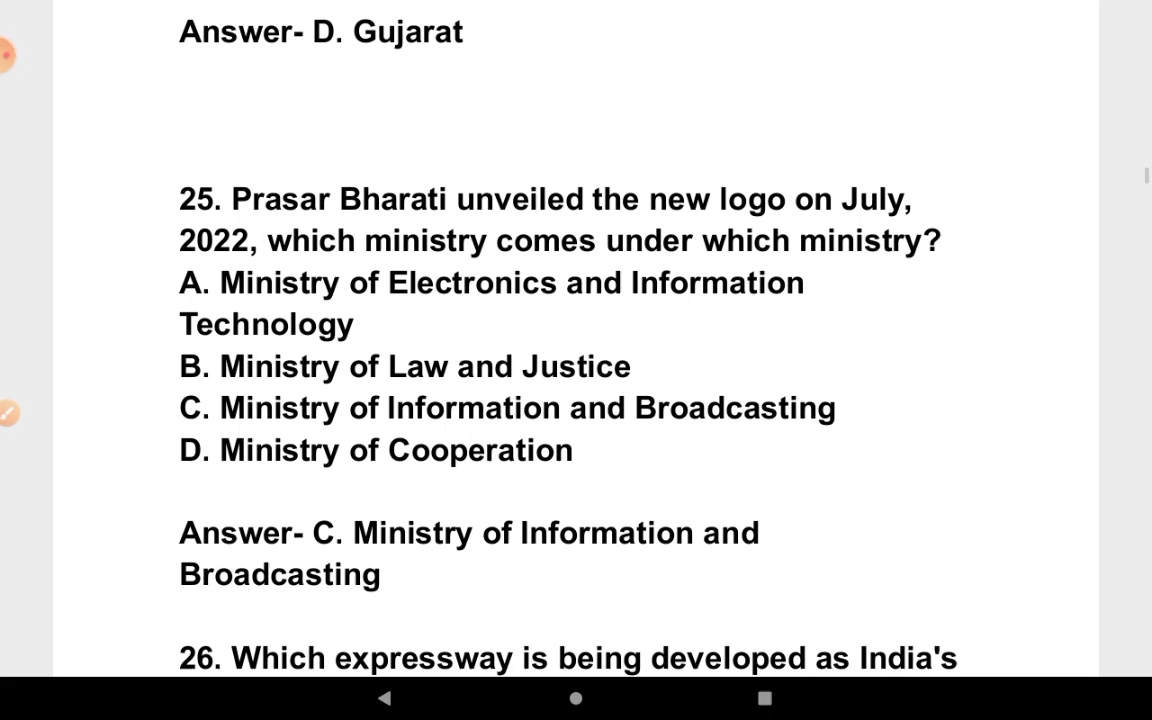 Answer- D. Gujarat
25. Prasar Bharati unveiled the new logo on July,
2022, which ministry comes under which ministry?
A. Ministry of Electronics and Information
Technology
B. Ministry of Law and Justice
C. Ministry of Information and Broadcasting
D. Ministry of Cooperation
Answer- C. Ministry of Information and
Broadcasting
26. Which expressway is being developed as India's